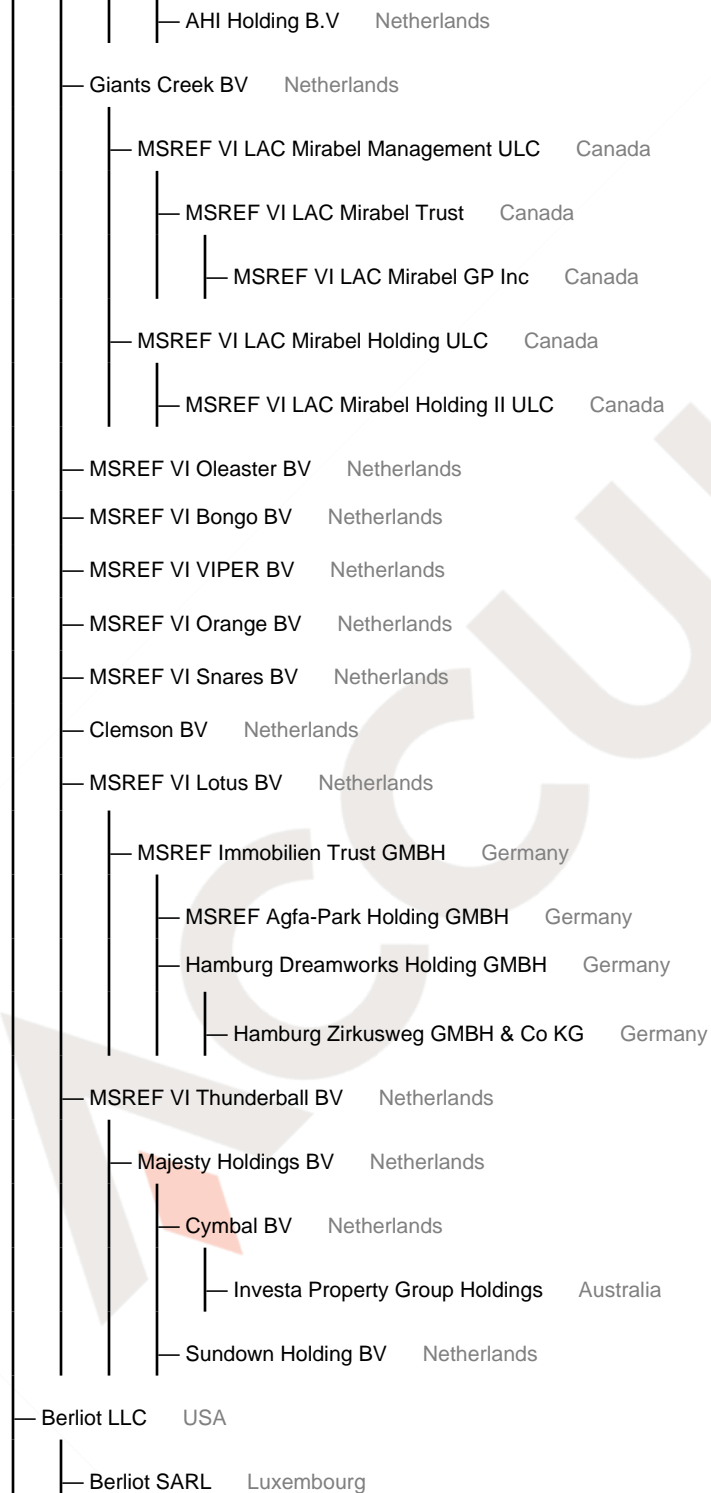 AHI Holding B.V Netherlands
Giants Creek BV Netherlands
MSREF VI LAC Mirabel Management ULC Canada
MSREF VI LAC Mirabel Trust Canada
MSREF VI LAC Mirabel GP Inc Canada
MSREF VI LAC Mirabel Holding ULC Canada
MSREF VI LAC Mirabel Holding II ULC Canada
MSREF VI Oleaster BV Netherlands
MSREF VI Bongo BV Netherlands
MSREF VI VIPER BV Netherlands
MSREF VI Orange BV Netherlands
MSREF VI Snares BV Netherlands
Clemson BV Netherlands
MSREF VI Lotus BV Netherlands
MSREF Immobilien Trust GMBH Germany
MSREF Agfa-Park Holding GMBH Germany
Hamburg Dreamworks Holding GMBH Germany
Hamburg Zirkusweg GMBH & Co KG Germany
MSREF VI Thunderball BV Netherlands
Majesty Holdings BV Netherlands
Cymbal BV Netherlands
Investa Property Group Holdings Australia
Sundown Holding BV Netherlands
Berliot LLC USA
Berliot SARL Luxembourg